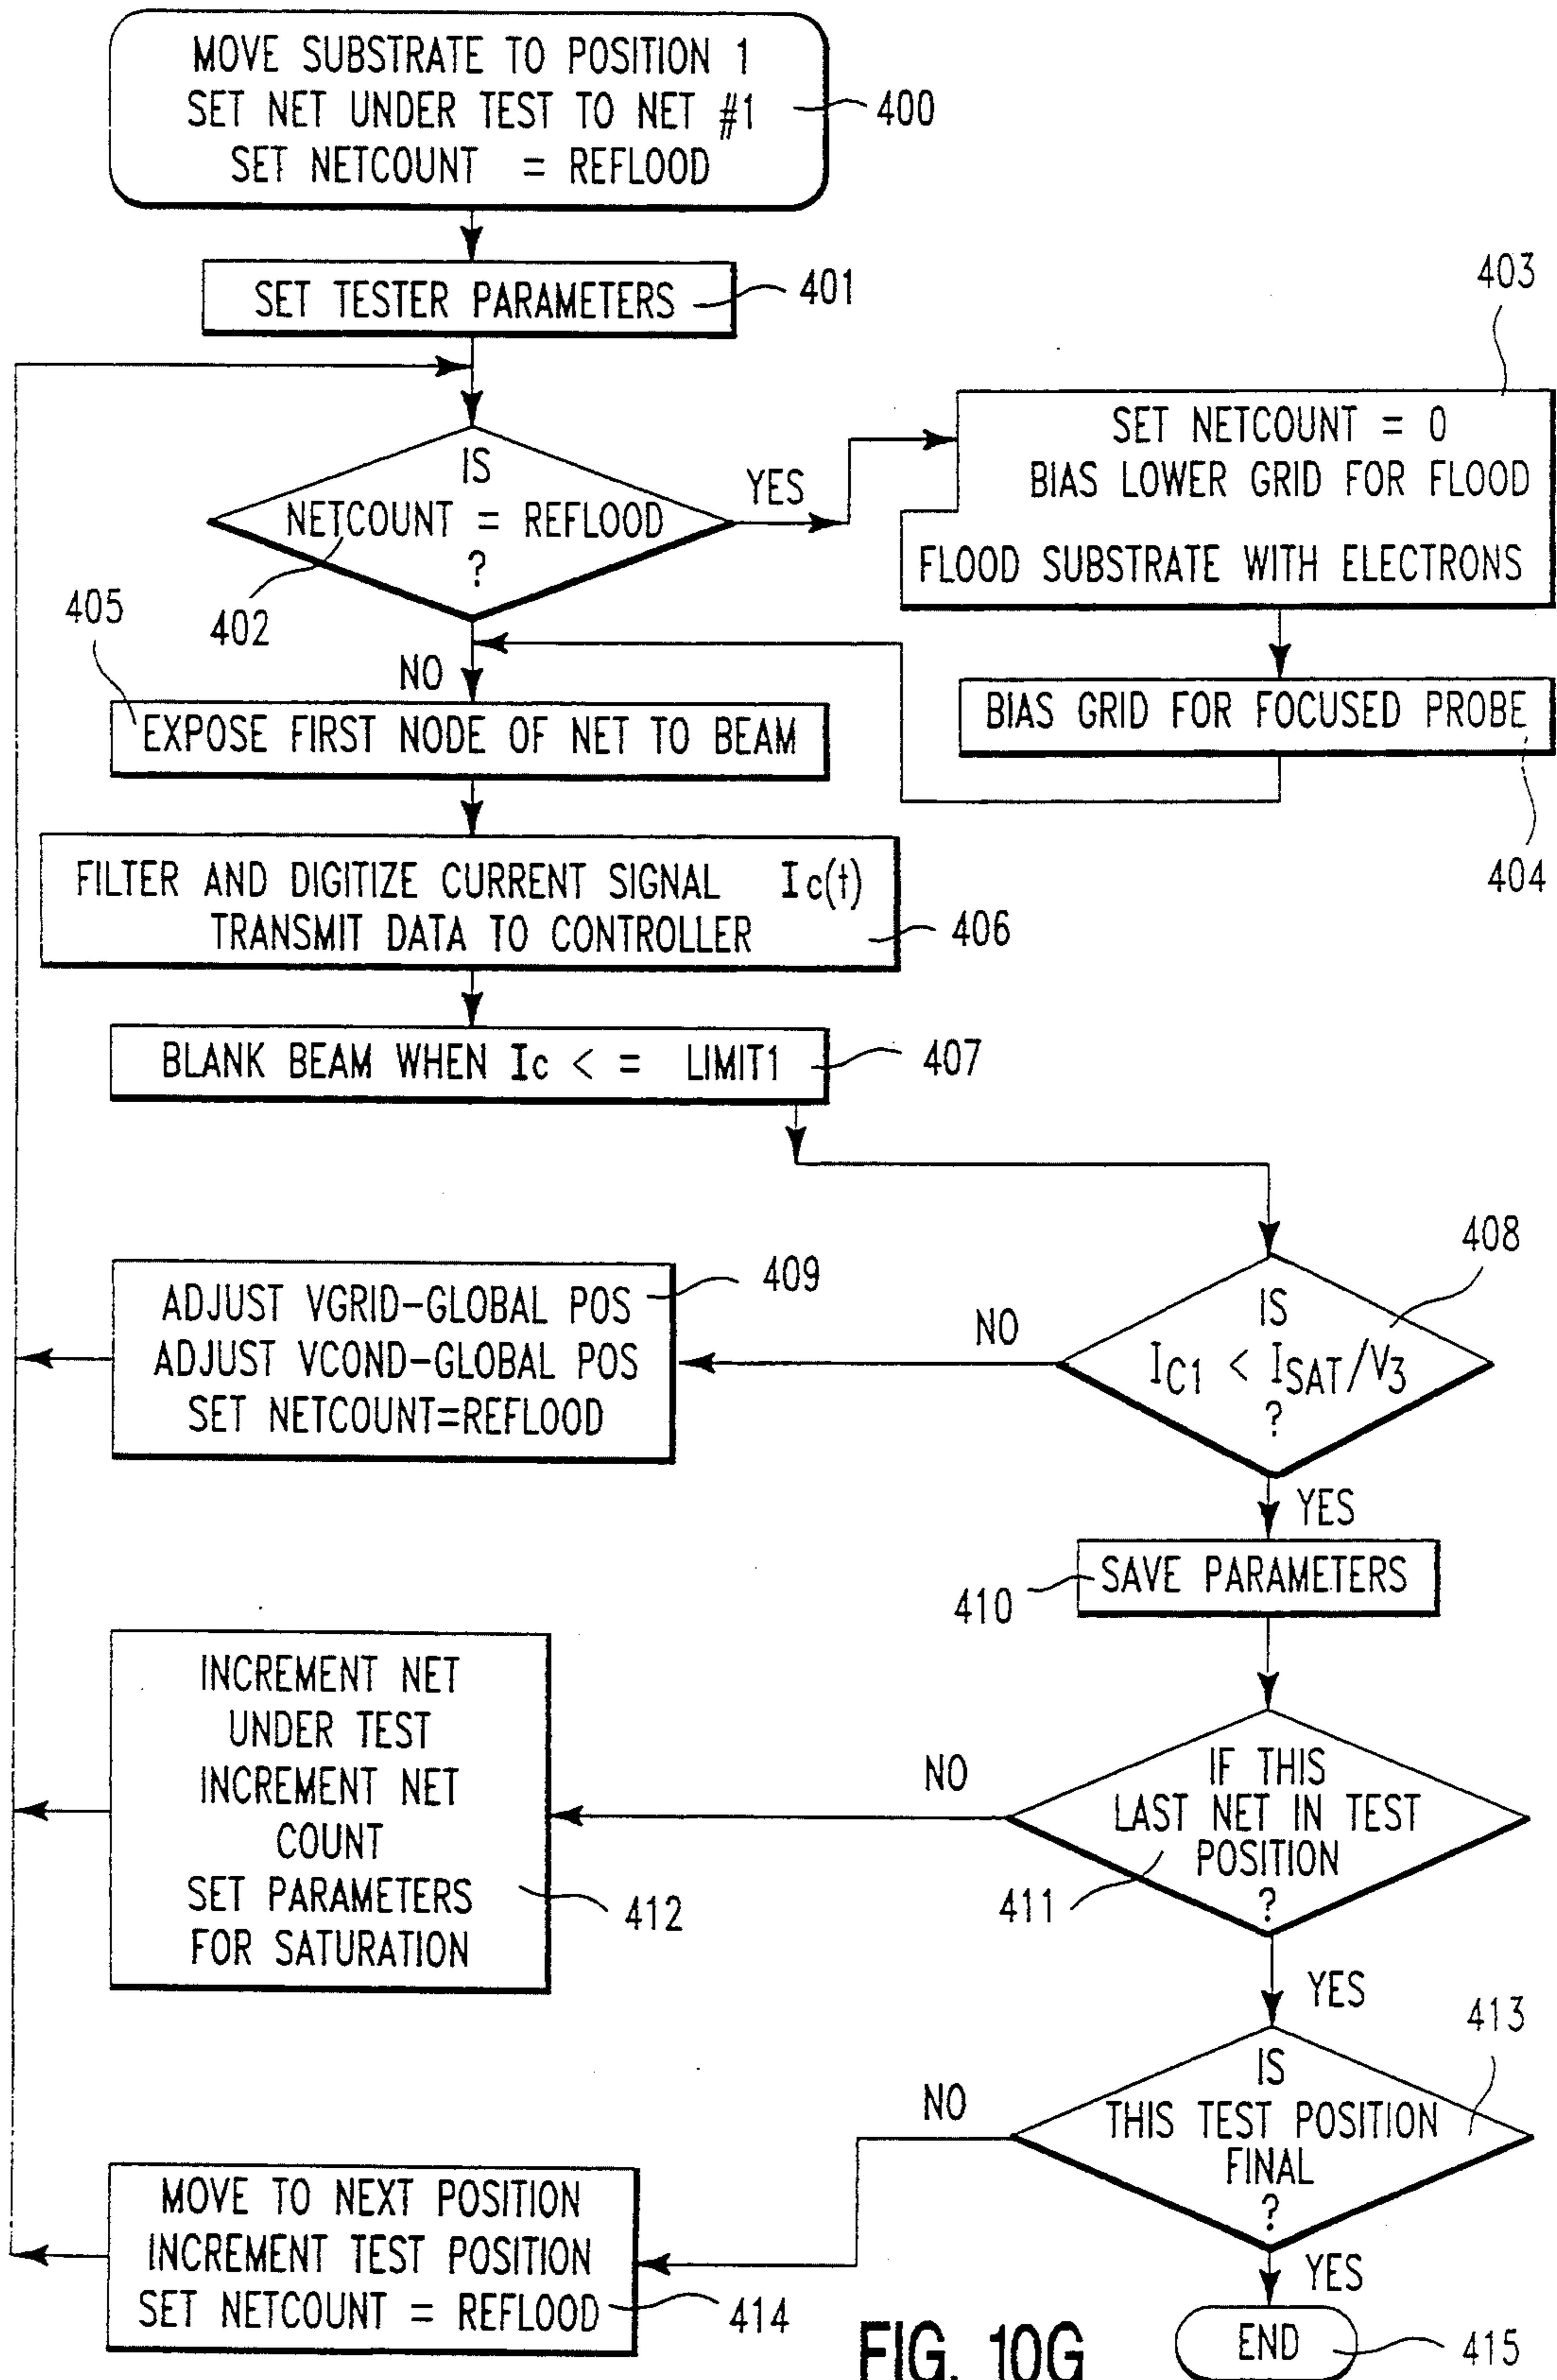 MOVE SUBSTRATE TO POSITION 1
SET NET UNDER TEST TO NET #1
SET NETCOUNT = REFLOOD
400
SET TESTER PARAMETERS
401
IS
NETCOUNT = REFLOOD
?
402
YES
403
SET NETCOUNT = 0
BIAS LOWER GRID FOR FLOOD
FLOOD SUBSTRATE WITH ELECTRONS
BIAS GRID FOR FOCUSED PROBE
404
NO
405
EXPOSE FIRST NODE OF NET TO BEAM
FILTER AND DIGITIZE CURRENT SIGNAL Ic(t)
TRANSMIT DATA TO CONTROLLER
406
BLANK BEAM WHEN Ic < = LIMIT1
407
IS
IC1 < ISAT/V3
?
408
NO
ADJUST VGRID-GLOBAL POS
ADJUST VCOND-GLOBAL POS
SET NETCOUNT=REFLOOD
409
YES
SAVE PARAMETERS
410
IF THIS
LAST NET IN TEST
POSITION
?
411
NO
INCREMENT NET
UNDER TEST
INCREMENT NET
COUNT
SET PARAMETERS
FOR SATURATION
412
YES
IS
THIS TEST POSITION
FINAL
?
413
NO
MOVE TO NEXT POSITION
INCREMENT TEST POSITION
SET NETCOUNT = REFLOOD
414
YES
END
415
FIG. 10G